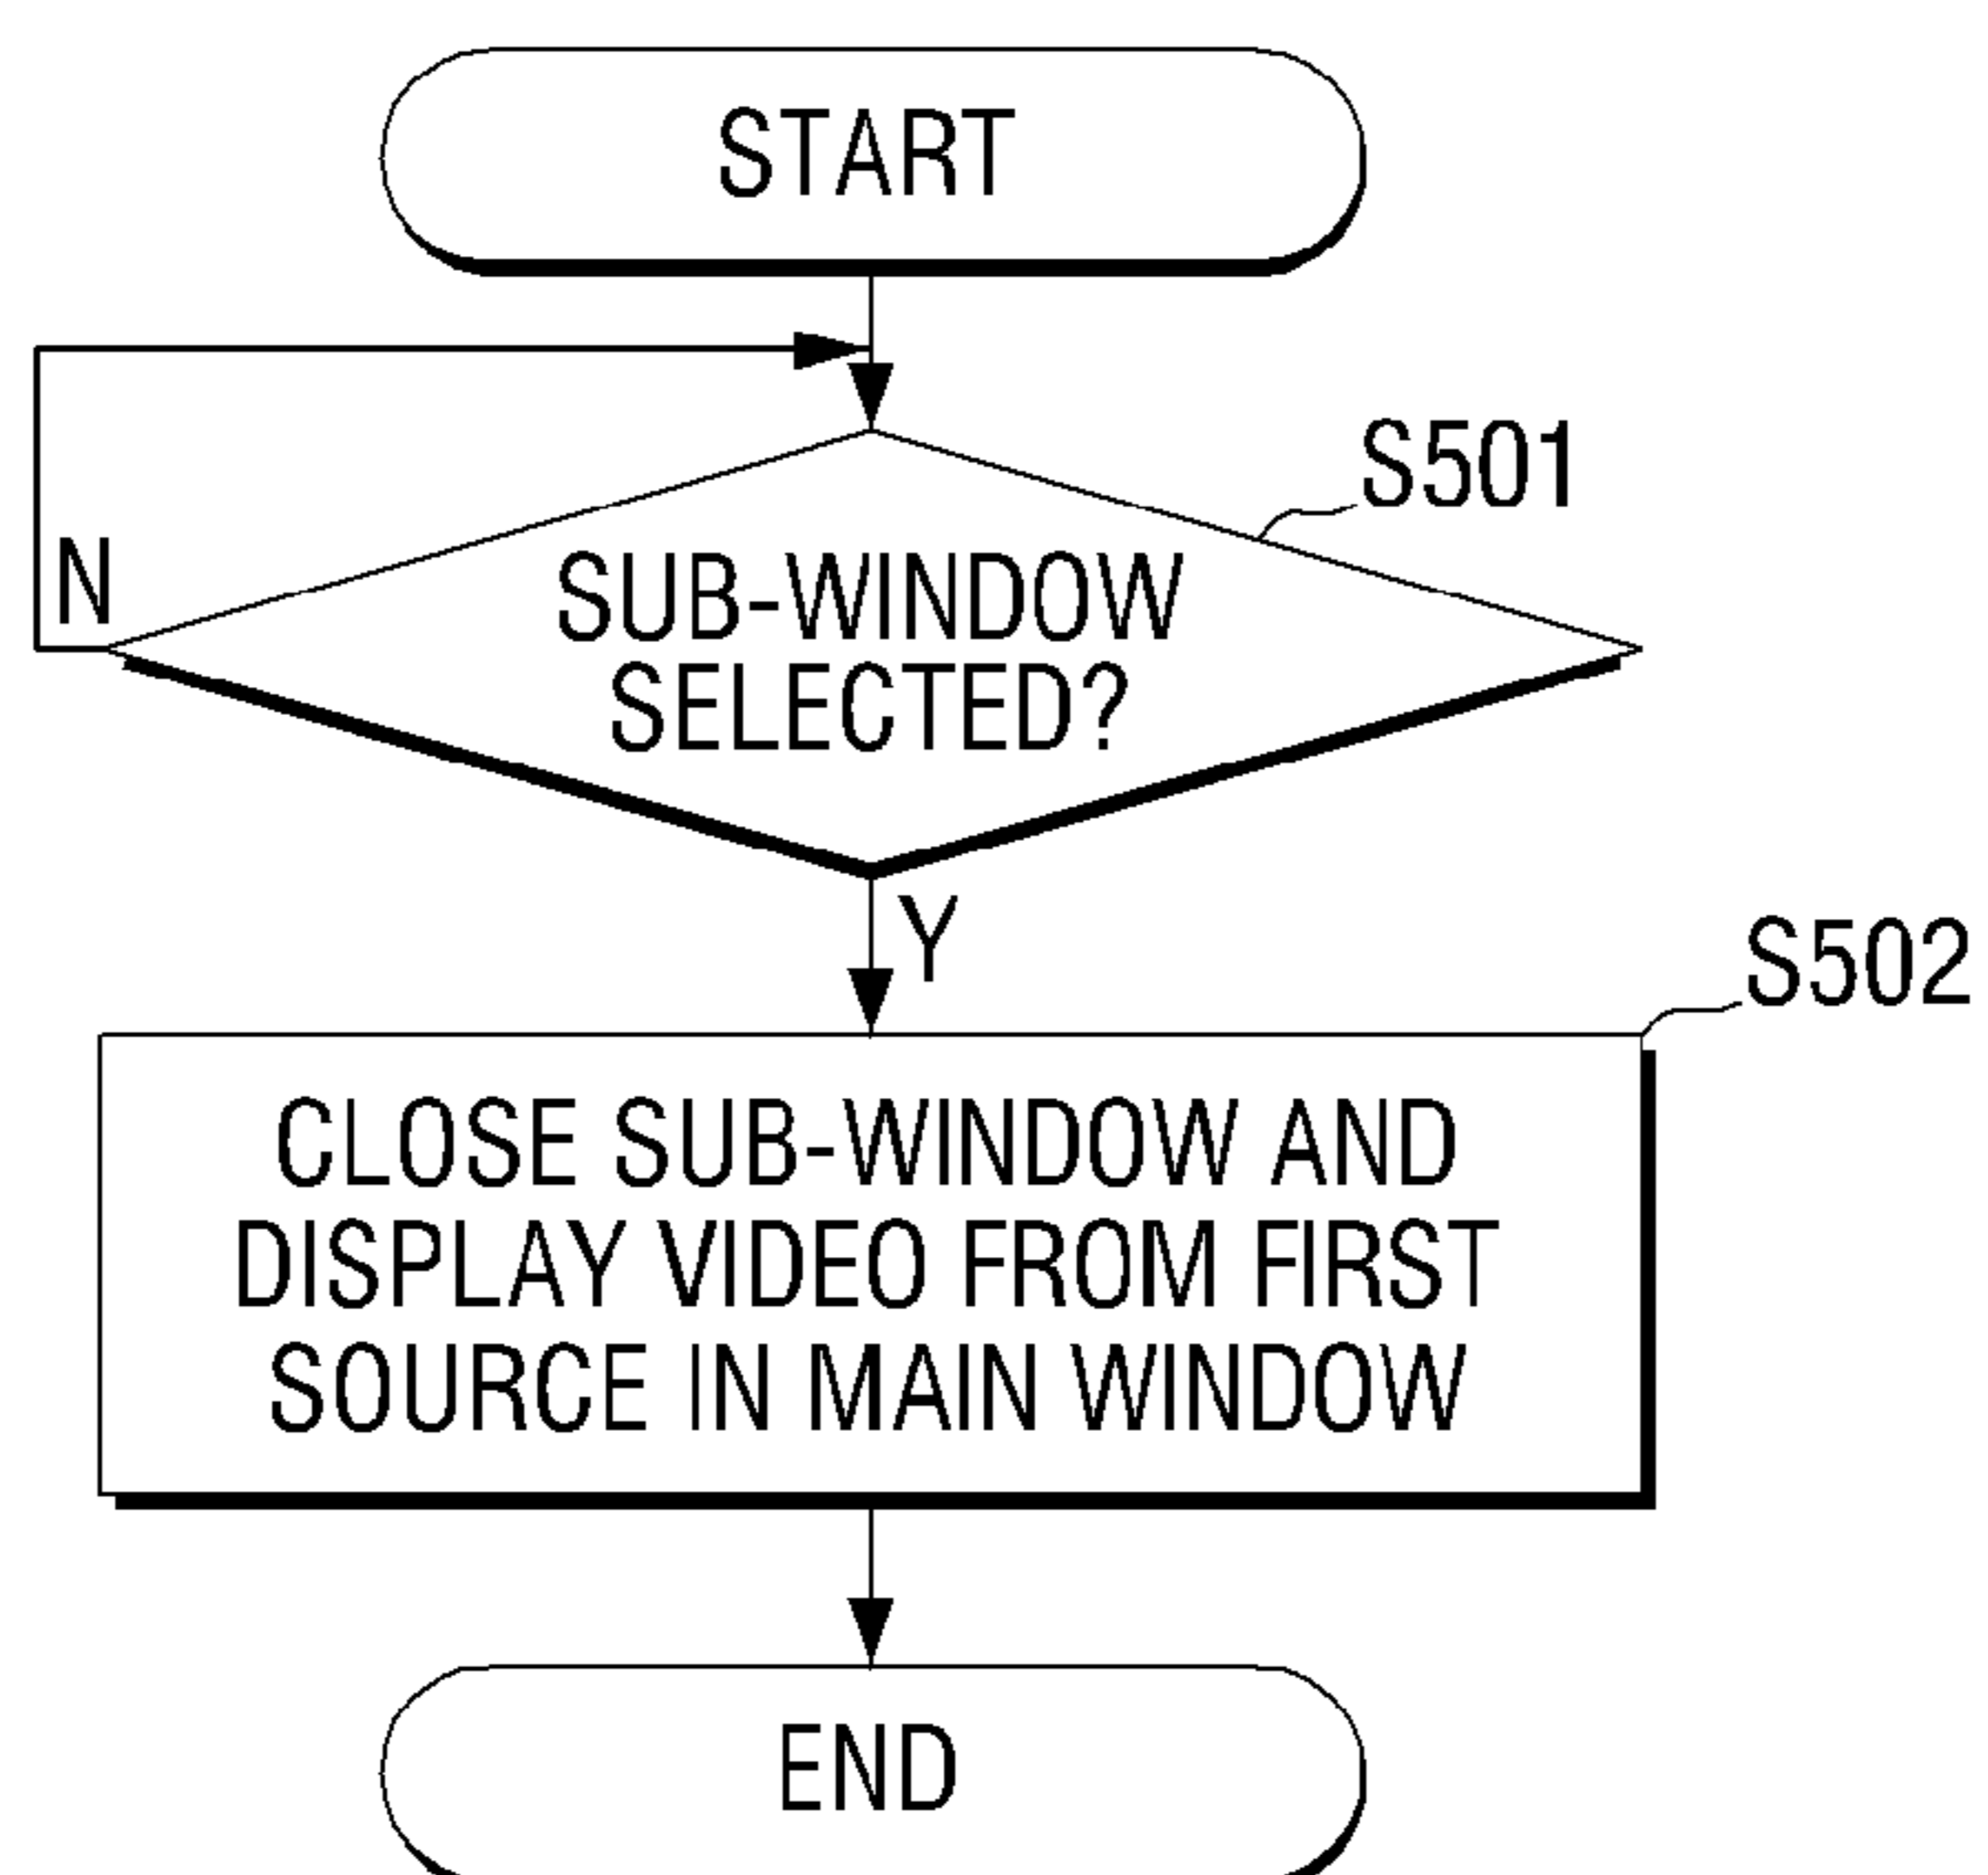 START
S501
N
SUB-WINDOW
SELECTED?
Y
S502
CLOSE SUB-WINDOW AND
DISPLAY VIDEO FROM FIRST
SOURCE IN MAIN WINDOW
END